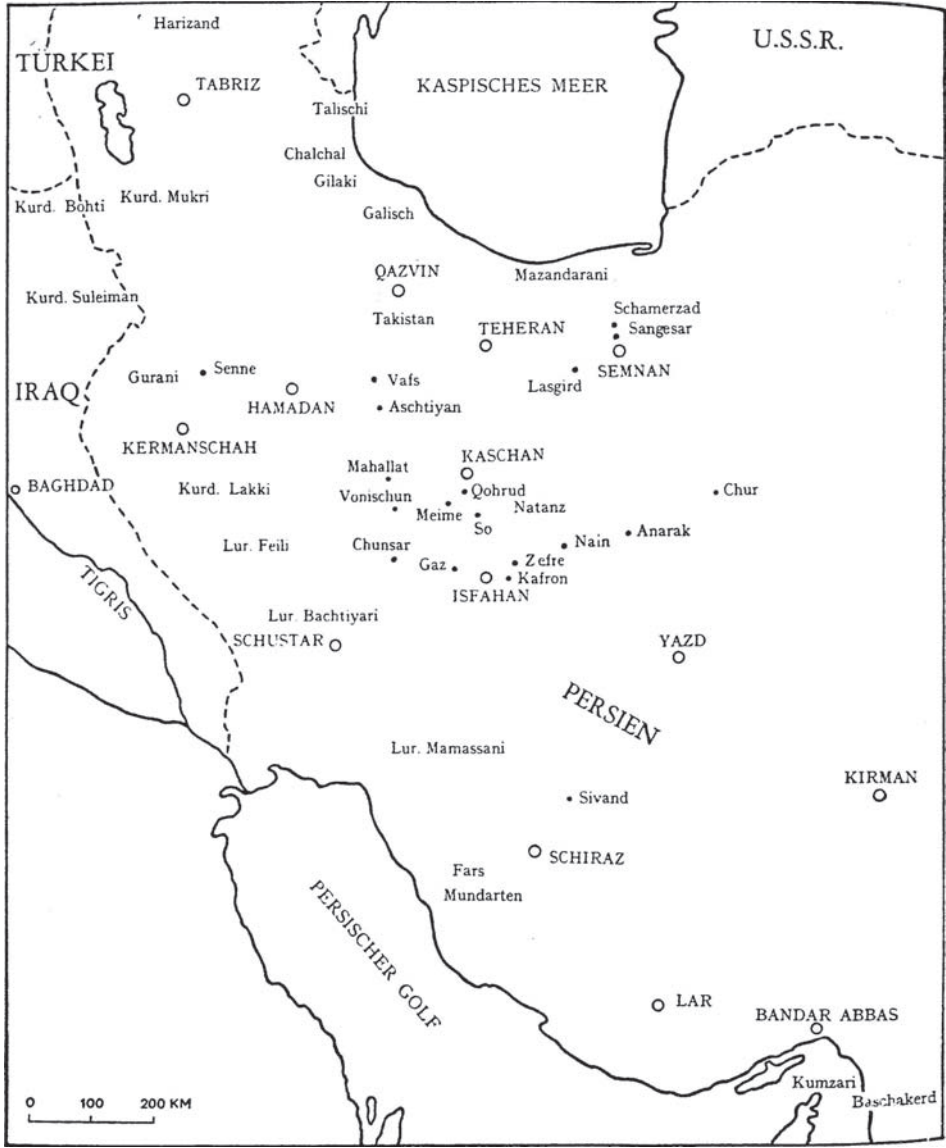 Harizand
U.S.S.R.
TÜRKEI
TABRIZ
KASPISCHES MEER
Talischi
Chalchal
Gilaki
Kurd. Mukri
Kurd. Bohti
Galisch
QAZVIN
Mazandarani
Kurd. Suleiman
Takistan
TEHERAN
Schamerzad
Sangesar
SEMNAN
Gurani
Senne
Vafs
Lasgird
IRAQ
HAMADAN
Aschtiyan
KERMANSCHAH
KASCHAN
Mahallat
BAGHDAD
Kurd. Lakki
Vonischun
Qohrud
Chur
Meime
Natanz
So
Anarak
Lur. Feili
Chunsar
Nain
Gaz
Zefre
Kafron
ISFAHAN
TIGRIS
Lur. Bachtiyari
SCHUSTAR
YAZD
PERSIEN
Lur. Mamassani
KIRMAN
Sivand
SCHIRAZ
Fars
Mundarten
PERSISCHER GOLF
LAR
BANDAR ABBAS
Kumzari
Baschakerd
0 100 200 KM